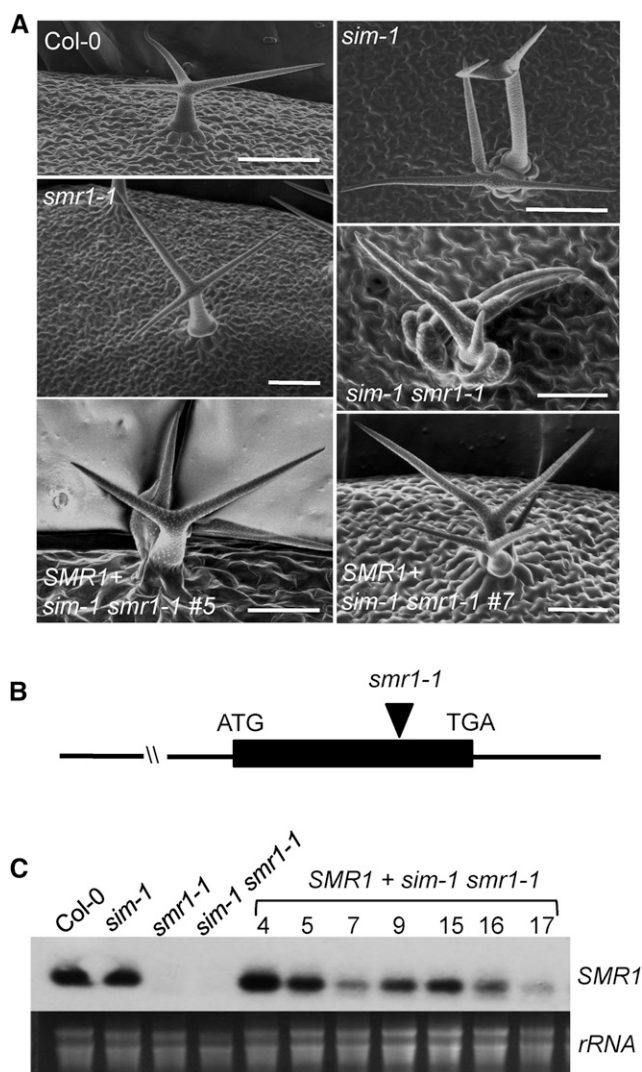 A
Col-0
sim-1
smr1-1
sim-1 smr1-1
SMR1+
sim-1 smr1-1 #5
SMR1+
sim-1 smr1-1 #7
B
smr1-1
ATG
TGA
\\
C
Col-0
sim-1
smr1-1
sim-1 smr1-1
SMR1 + sim-1 smr1-1
4 5 7 9 15 16 17
SMR1
rRNA